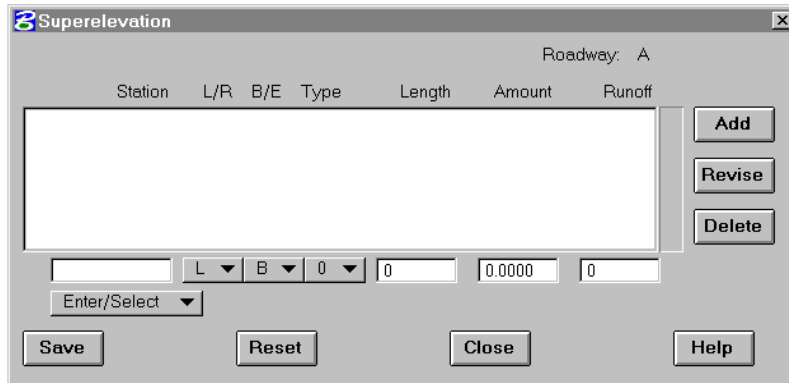 Superelevation
Roadway: A
Station L/R B/E Type Length Amount Runoff
Add
Revise
Delete
L B 0 0 0.0000 0
Enter/Select
Save Reset Close Help